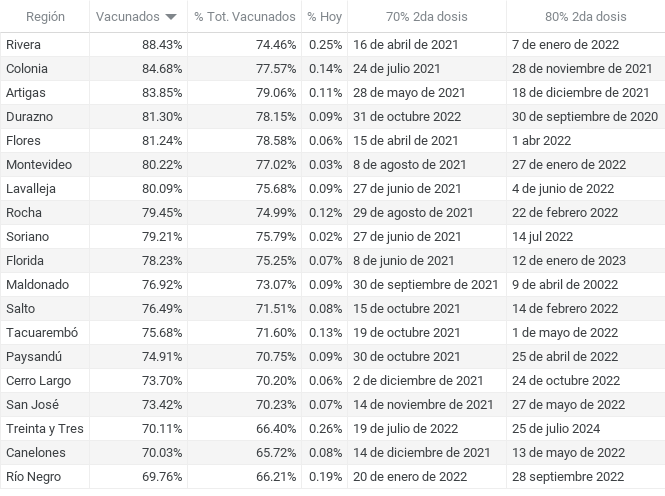 Región Vacunados % Tot. Vacunados % Hoy 70% 2da dosis 80% 2da dosis
Rivera 88.43% 74.46% 0.25% 16 de abril de 2021 7 de enero de 2022
Colonia 84.68% 77.57% 0.14% 24 de julio 2021 28 de noviembre de 2021
Artigas 83.85% 79.06% 0.11% 28 de mayo de 2021 18 de diciembre de 2021
Durazno 81.30% 78.15% 0.09% 31 de octubre 2022 30 de septiembre de 2020
Flores 81.24% 78.58% 0.06% 15 de abril de 2021 1 abr 2022
Montevideo 80.22% 77.02% 0.03% 8 de agosto de 2021 27 de enero de 2022
Lavalleja 80.09% 75.68% 0.09% 27 de junio de 2021 4 de junio de 2022
Rocha 79.45% 74.99% 0.12% 29 de agosto de 2021 22 de febrero 2022
Soriano 79.21% 75.79% 0.02% 27 de junio de 2021 14 jul 2022
Florida 78.23% 75.25% 0.07% 8 de junio de 2021 12 de enero de 2023
Maldonado 76.92% 73.07% 0.09% 30 de septiembre de 2021 9 de abril de 20022
Salto 76.49% 71.51% 0.08% 15 de octubre 2021 14 de febrero 2022
Tacuarembó 75.68% 71.60% 0.13% 19 de octubre 2021 1 de mayo de 2022
Paysandú 74.91% 70.75% 0.09% 30 de octubre 2021 25 de abril de 2022
Cerro Largo 73.70% 70.20% 0.06% 2 de diciembre de 2021 24 de octubre 2022
San José 73.42% 70.23% 0.07% 14 de noviembre de 2021 27 de mayo de 2022
Treinta y Tres 70.11% 66.40% 0.26% 19 de julio de 2022 25 de julio 2024
Canelones 70.03% 65.72% 0.08% 14 de diciembre de 2021 13 de mayo de 2022
Río Negro 69.76% 66.21% 0.19% 20 de enero de 2022 28 septiembre 2022